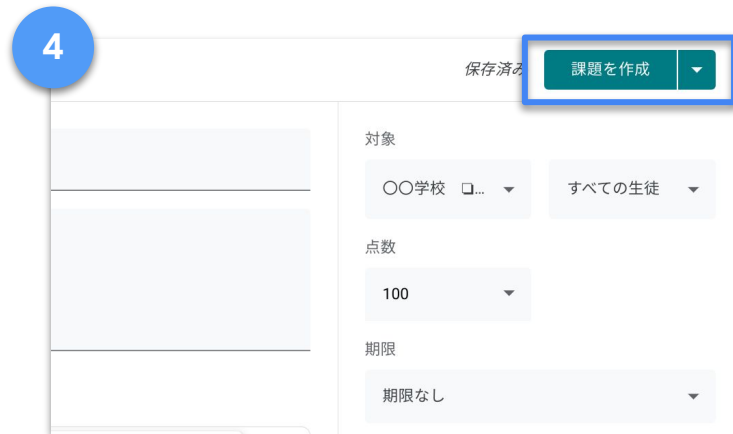 4
保存済み
課題を作成
対象
〇〇学校 ❏...
すべての生徒
点数
100
期限
期限なし